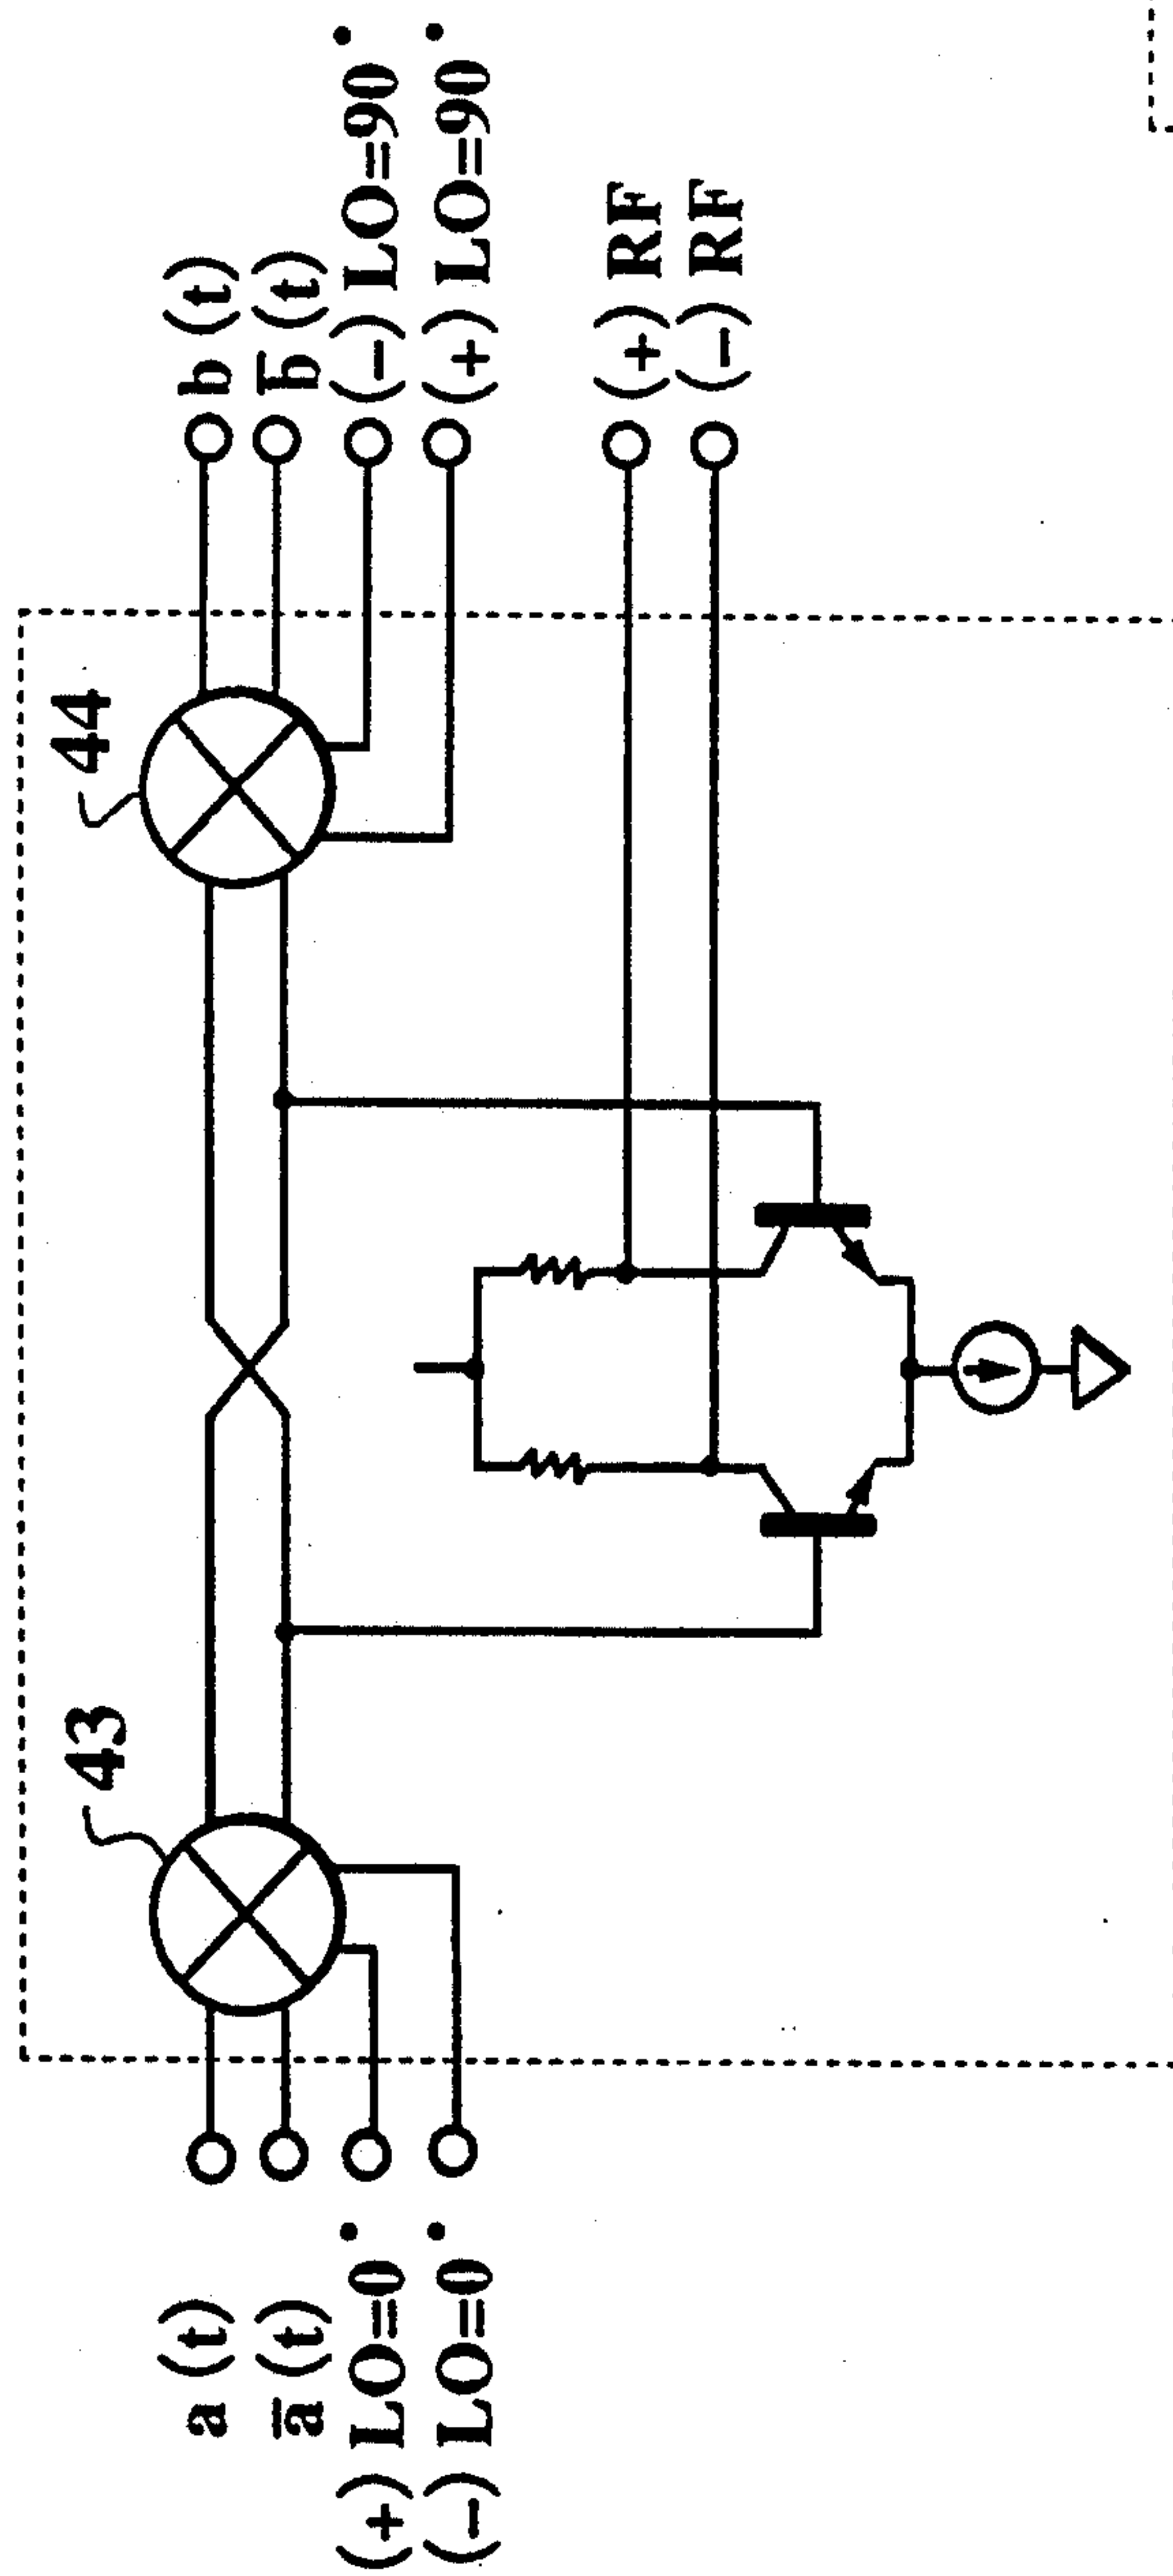 a (t)
a̅ (t)
(+) LO=0°
(-) LO=0°
43
44
b (t)
b̅ (t)
(-) LO=90°
(+) LO=90°
(+) RF
(-) RF